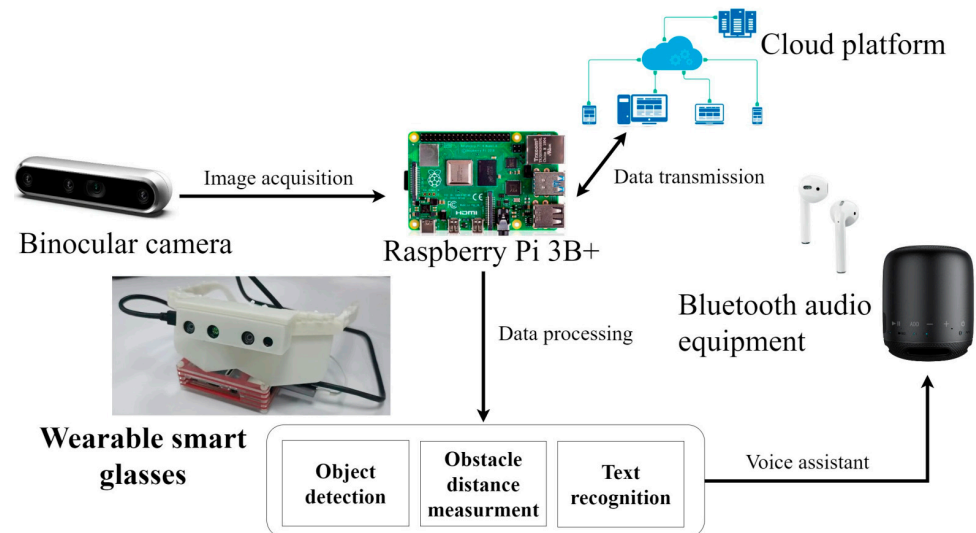 Cloud platform
Image acquisition
Data transmission
HDMI
Binocular camera
Raspberry Pi 3B+
Bluetooth audio
equipment
Data processing
Wearable smart
glasses
Object
detection
Obstacle
distance
measurment
Text
recognition
Voice assistant